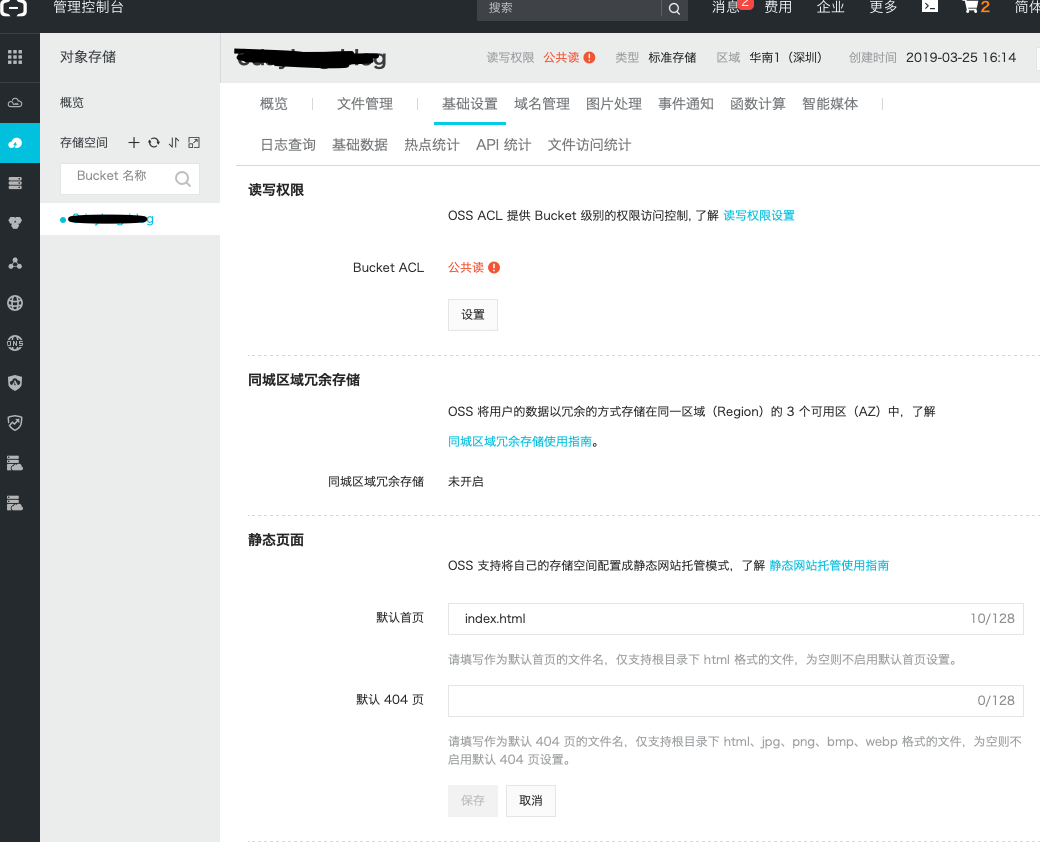 管理控制台
搜索
消息 2 费用 企业 更多 2 简体
对象存储
读写权限 公共读 类型 标准存储 区域 华南1（深圳） 创建时间 2019-03-25 16:14
概览
存储空间
Bucket 名称
概览 文件管理 基础设置 域名管理 图片处理 事件通知 函数计算 智能媒体
日志查询 基础数据 热点统计 API 统计 文件访问统计
读写权限
OSS ACL 提供 Bucket 级别的权限访问控制, 了解 读写权限设置
Bucket ACL 公共读
设置
同城区域冗余存储
OSS 将用户的数据以冗余的方式存储在同一区域（Region）的 3 个可用区（AZ）中，了解
同城区域冗余存储使用指南。
同城区域冗余存储 未开启
静态页面
OSS 支持将自己的存储空间配置成静态网站托管模式，了解 静态网站托管使用指南
默认首页 index.html 10/128
请填写作为默认首页的文件名，仅支持根目录下 html 格式的文件，为空则不启用默认首页设置。
默认 404 页 0/128
请填写作为默认 404 页的文件名，仅支持根目录下 html、jpg、png、bmp、webp 格式的文件，为空则不
启用默认 404 页设置。
保存 取消
DNS